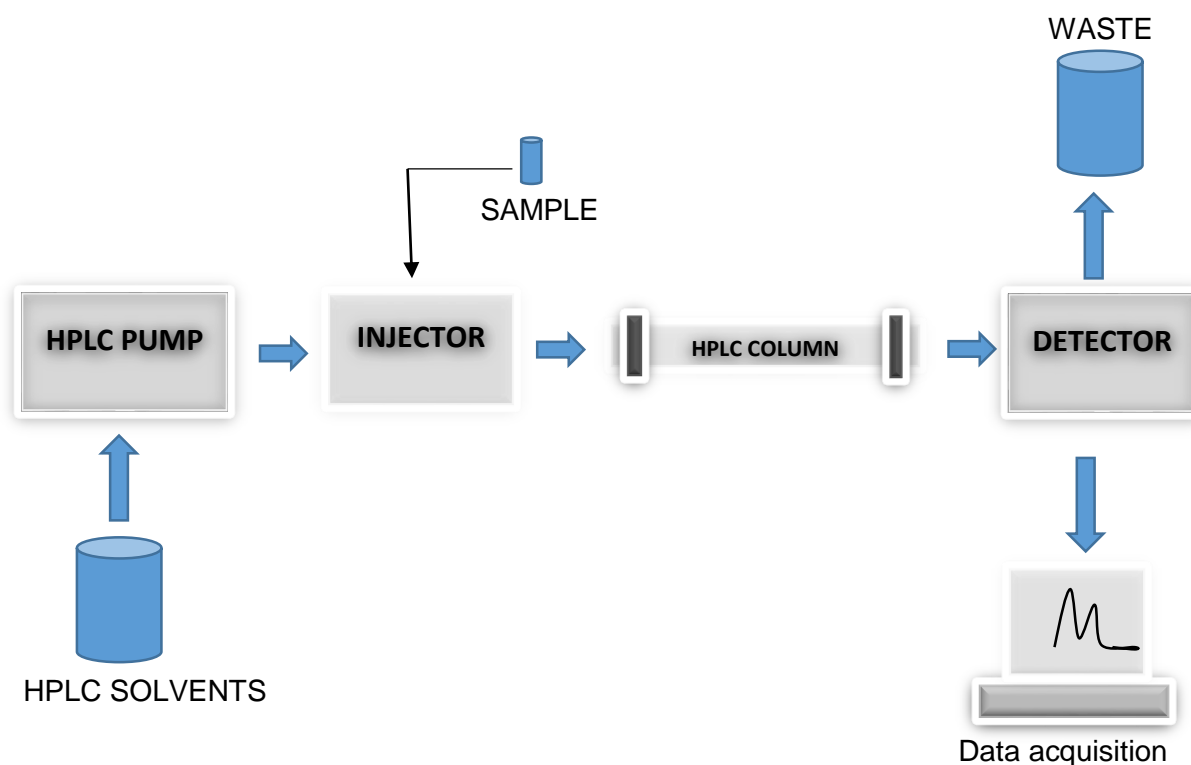 WASTE
SAMPLE
HPLC PUMP
INJECTOR
HPLC COLUMN
DETECTOR
HPLC SOLVENTS
Data acquisition